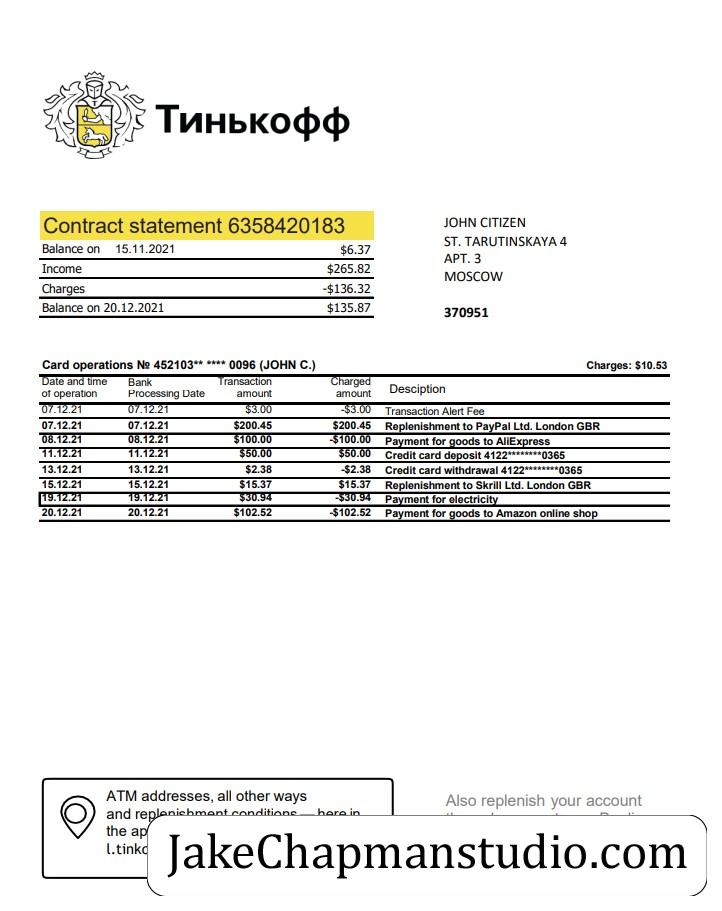 Тинькофф
Contract statement 6358420183
Balance on 15.11.2021 $6.37
Income $265.82
Charges -$136.32
Balance on 20.12.2021 $135.87
JOHN CITIZEN
ST. TARUTINSKAYA 4
APT. 3
MOSCOW
370951
Card operations № 452103** **** 0096 (JOHN C.) Charges: $10.53
Date and time of operation Bank Processing Date Transaction amount Charged amount Desciption
07.12.21 07.12.21 $3.00 -$3.00 Transaction Alert Fee
07.12.21 07.12.21 $200.45 $200.45 Replenishment to PayPal Ltd. London GBR
08.12.21 08.12.21 $100.00 -$100.00 Payment for goods to AliExpress
11.12.21 11.12.21 $50.00 $50.00 Credit card deposit 4122********0365
13.12.21 13.12.21 $2.38 -$2.38 Credit card withdrawal 4122********0365
15.12.21 15.12.21 $15.37 $15.37 Replenishment to Skrill Ltd. London GBR
19.12.21 19.12.21 $30.94 -$30.94 Payment for electricity
20.12.21 20.12.21 $102.52 -$102.52 Payment for goods to Amazon online shop
ATM addresses, all other ways
and replenishment conditions — here in
the ap
l.tinko
Also replenish your account
JakeChapmanstudio.com